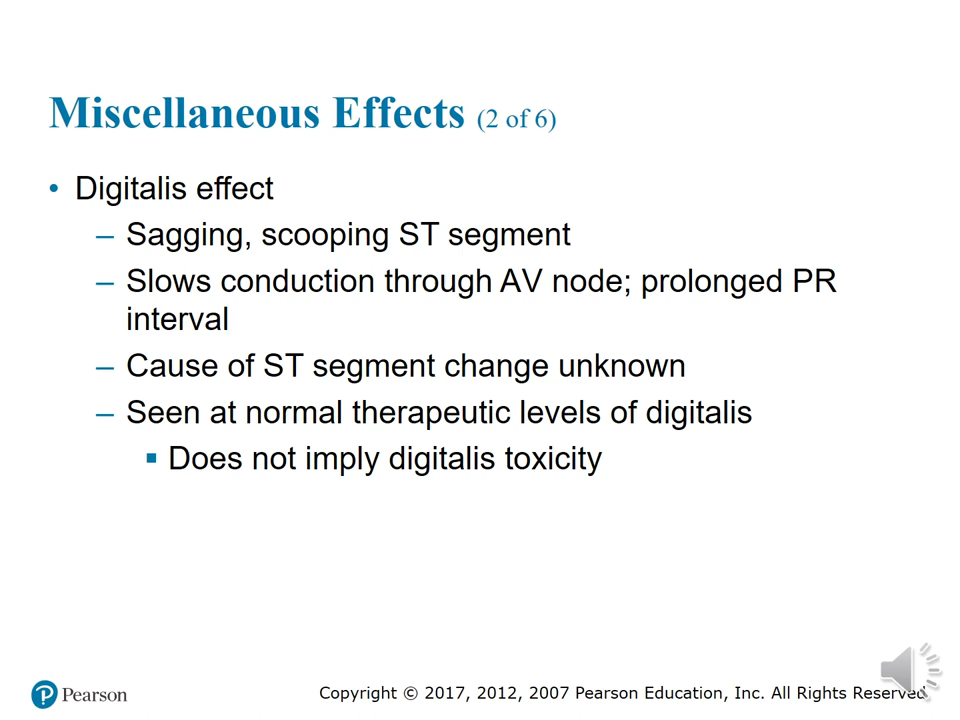 Miscellaneous Effects (2 of 6)
• Digitalis effect
– Sagging, scooping ST segment
– Slows conduction through AV node; prolonged PR
interval
– Cause of ST segment change unknown
– Seen at normal therapeutic levels of digitalis
▪ Does not imply digitalis toxicity
Pearson
Copyright © 2017, 2012, 2007 Pearson Education, Inc. All Rights Reserved